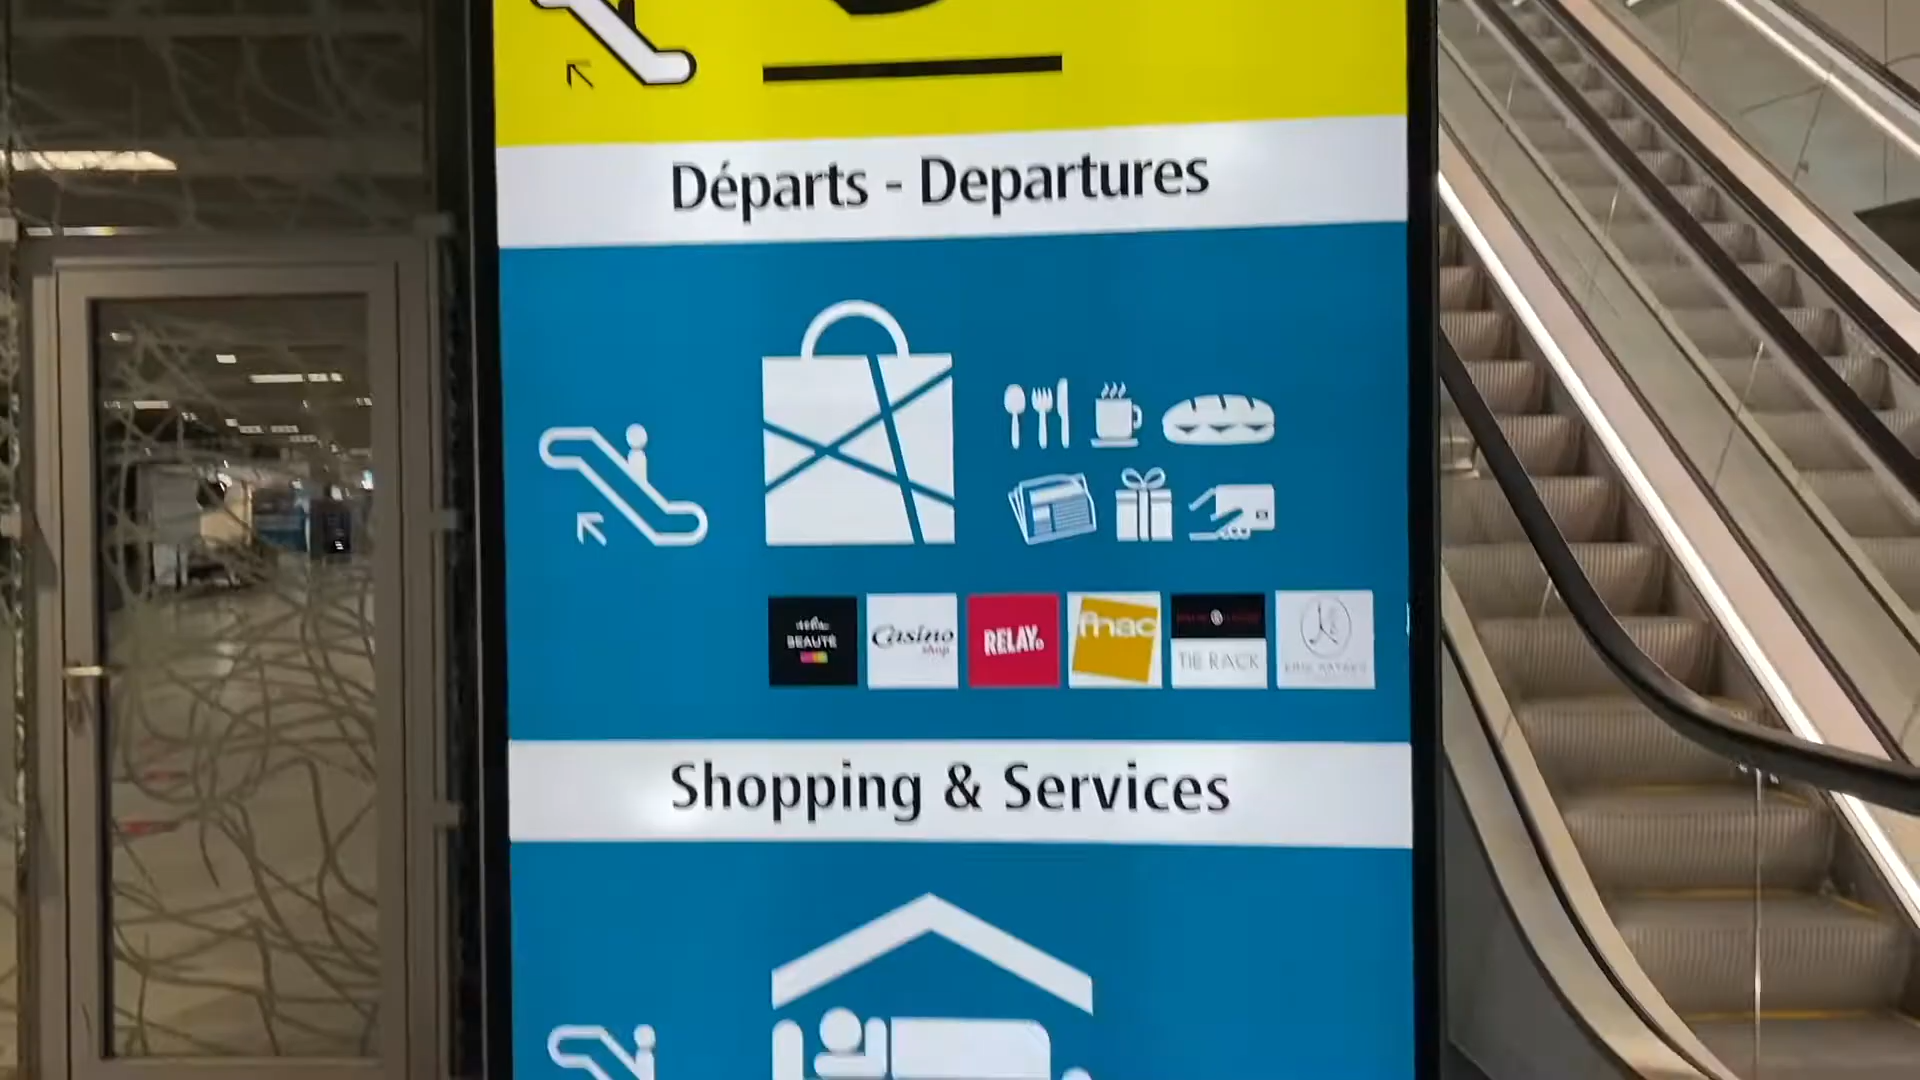 Départs - Departures
BEAUTÉ
Casino
shop
RELAY
fnac
TIE RACK
Shopping & Services